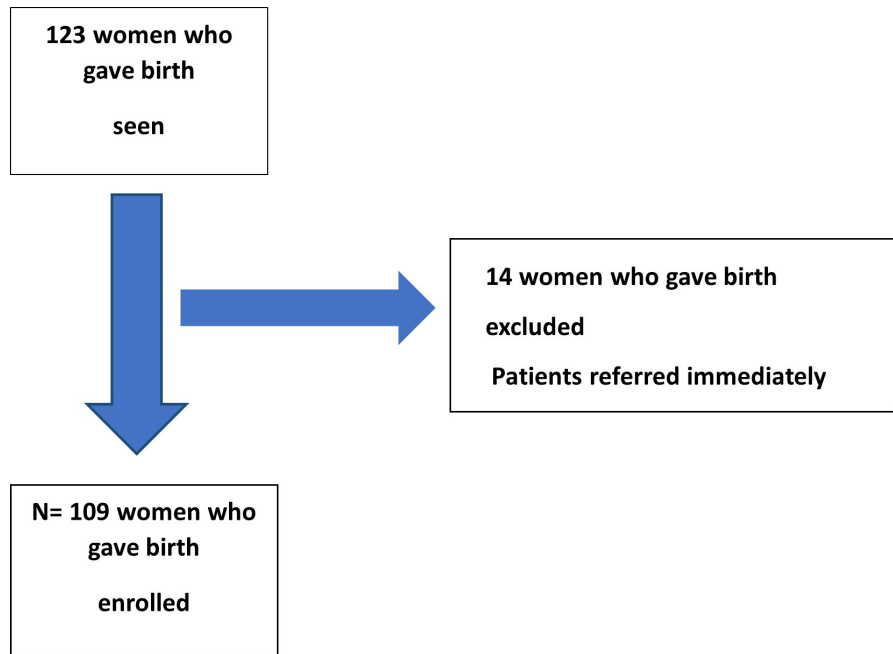 123 women who
gave birth
seen
14 women who gave birth
excluded
Patients referred immediately
N= 109 women who
gave birth
enrolled